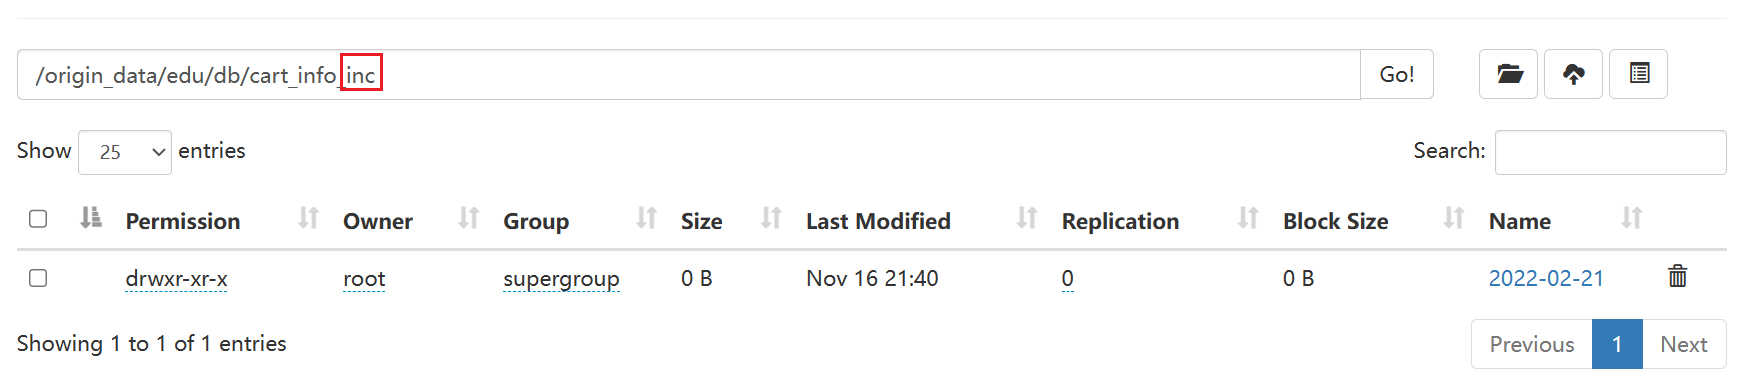 /origin_data/edu/db/cart_info_inc Go!
Show 25 entries Search:
Permission Owner Group Size Last Modified Replication Block Size Name
drwxr-xr-x root supergroup 0 B Nov 16 21:40 0 0 B 2022-02-21
Showing 1 to 1 of 1 entries Previous 1 Next